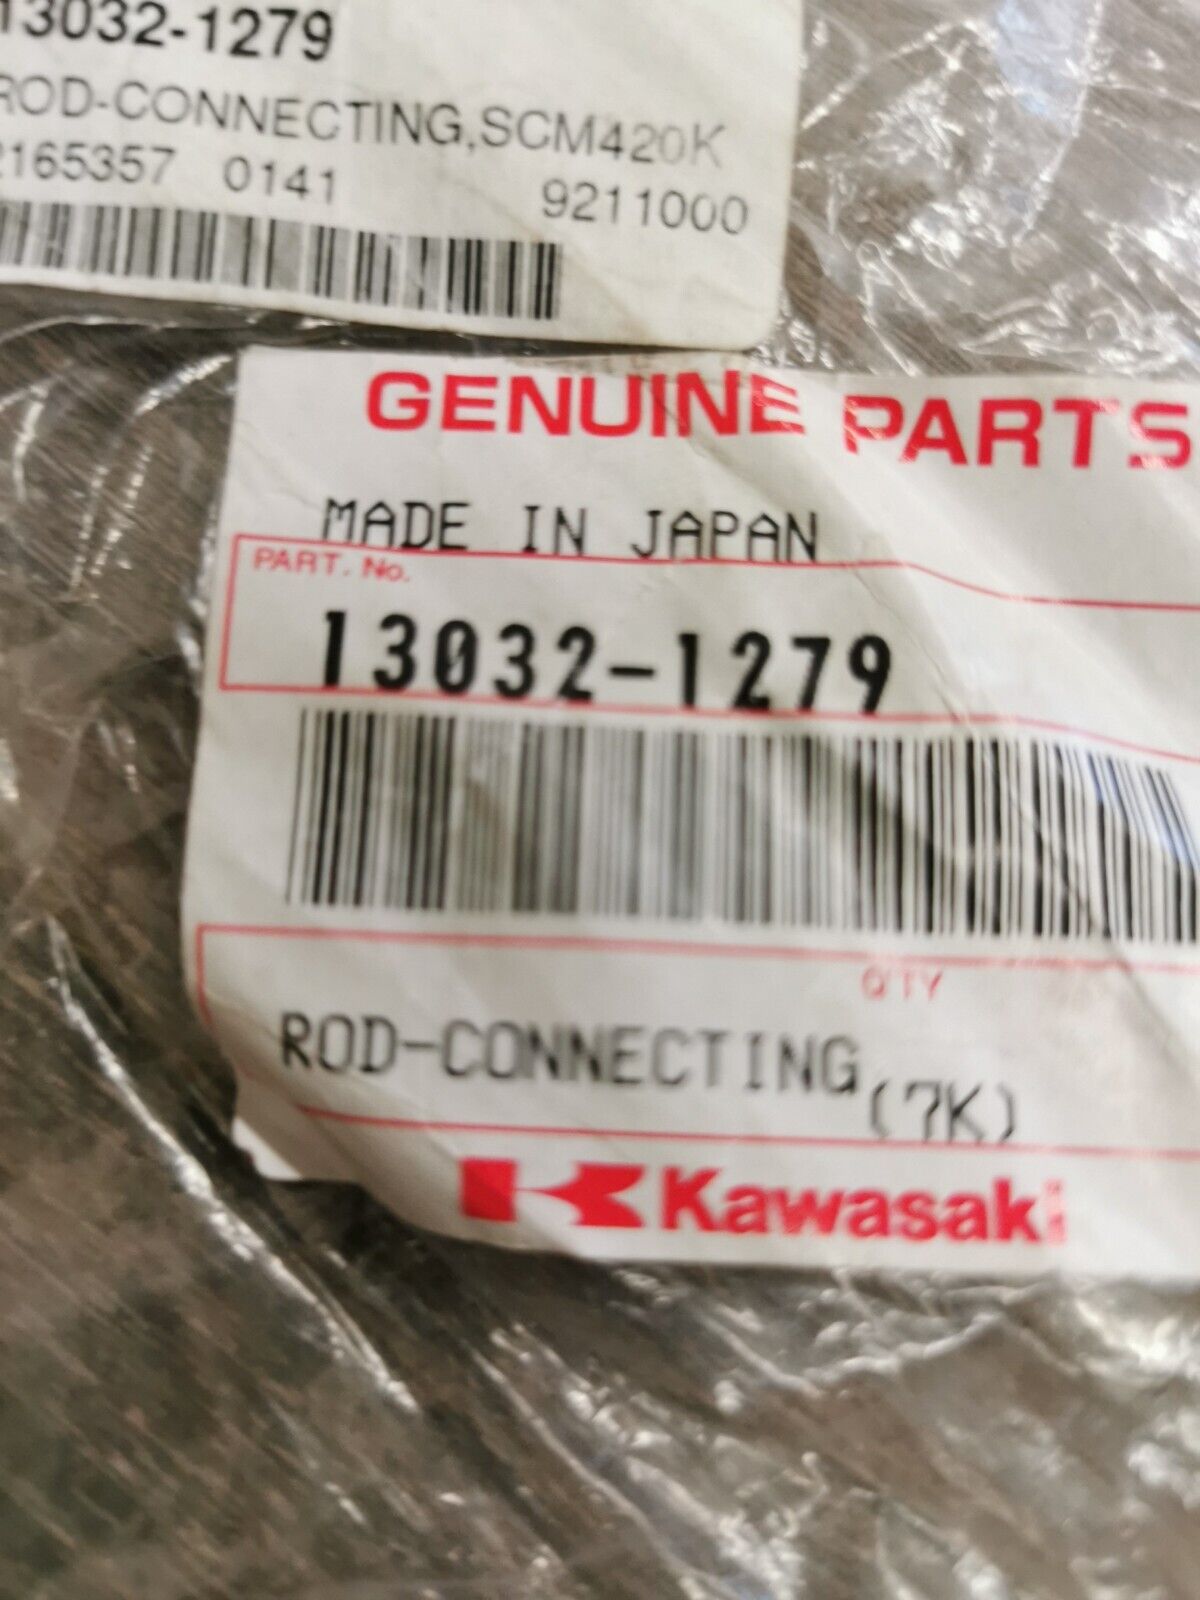 13032-1279
ROD-CONNECTING,SCM420K
2165357 0141 9211000
GENUINE PARTS
MADE IN JAPAN
PART. No.
13032-1279
Q'TY
ROD-CONNECTING
(7K)
Kawasaki